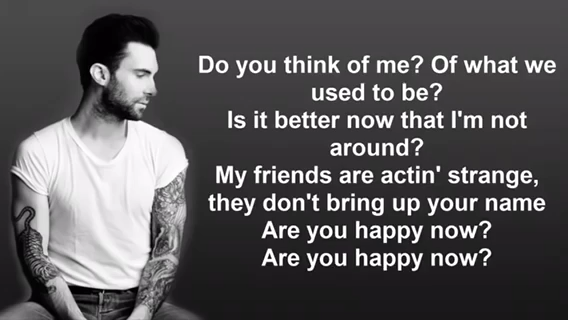 Do you think of me? Of what we
used to be?
Is it better now that I'm not
around?
My friends are actin' strange,
they don't bring up your name
Are you happy now?
Are you happy now?